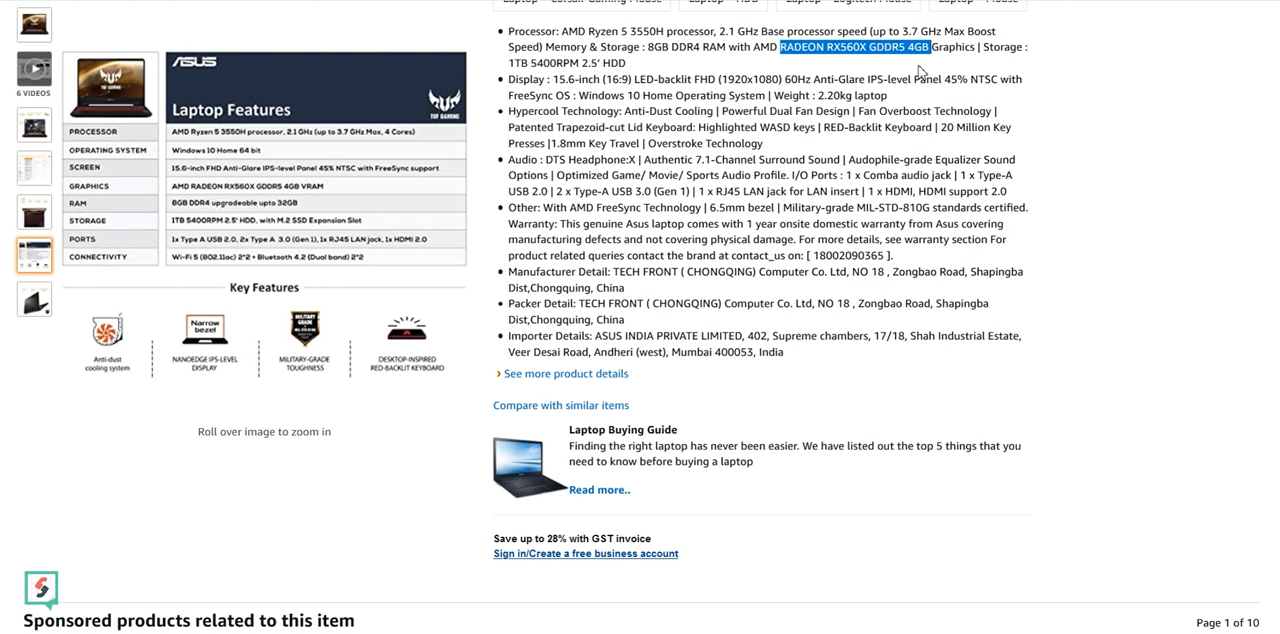 6 VIDEOS
ASUS
Laptop Features
TUF GAMING
PROCESSOR AMD Ryzen 5 3550H processor, 2.1 GHz (up to 3.7 GHz Max, 4 Cores)
OPERATING SYSTEM Windows 10 Home 64 bit
SCREEN 15.6-inch FHD Anti-Glare IPS-level Panel 45% NTSC with FreeSync support
GRAPHICS AMD RADEON RX560X GDDR5 4GB VRAM
RAM 8GB DDR4 upgradeable upto 32GB
STORAGE 1TB 5400RPM 2.5' HDD, with M.2 SSD Expansion Slot
PORTS 1x Type A USB 2.0, 2x Type A 3.0 (Gen 1), 1x RJ45 LAN jack, 1x HDMI 2.0
CONNECTIVITY Wi-Fi 5 (802.11ac) 2*2 + Bluetooth 4.2 (Dual band) 2*2
Key Features
Anti-dust
cooling system
Narrow
bezel
NANOEDGE IPS-LEVEL
DISPLAY
MILITARY-GRADE
TOUGHNESS
DESKTOP-INSPIRED
RED-BACKLIT KEYBOARD
Roll over image to zoom in
• Processor: AMD Ryzen 5 3550H processor, 2.1 GHz Base processor speed (up to 3.7 GHz Max Boost
Speed) Memory & Storage : 8GB DDR4 RAM with AMD RADEON RX560X GDDR5 4GB Graphics | Storage :
1TB 5400RPM 2.5' HDD
• Display : 15.6-inch (16:9) LED-backlit FHD (1920x1080) 60Hz Anti-Glare IPS-level Panel 45% NTSC with
FreeSync OS : Windows 10 Home Operating System | Weight : 2.20kg laptop
• Hypercool Technology: Anti-Dust Cooling | Powerful Dual Fan Design | Fan Overboost Technology |
Patented Trapezoid-cut Lid Keyboard: Highlighted WASD keys | RED-Backlit Keyboard | 20 Million Key
Presses |1.8mm Key Travel | Overstroke Technology
• Audio : DTS Headphone:X | Authentic 7.1-Channel Surround Sound | Audophile-grade Equalizer Sound
Options | Optimized Game/ Movie/ Sports Audio Profile. I/O Ports : 1 x Comba audio jack | 1 x Type-A
USB 2.0 | 2 x Type-A USB 3.0 (Gen 1) | 1 x RJ45 LAN jack for LAN insert | 1 x HDMI, HDMI support 2.0
• Other: With AMD FreeSync Technology | 6.5mm bezel | Military-grade MIL-STD-810G standards certified.
Warranty: This genuine Asus laptop comes with 1 year onsite domestic warranty from Asus covering
manufacturing defects and not covering physical damage. For more details, see warranty section For
product related queries contact the brand at contact_us on: [ 18002090365 ].
• Manufacturer Detail: TECH FRONT ( CHONGQING) Computer Co. Ltd, NO 18 , Zongbao Road, Shapingba
Dist,Chongquing, China
• Packer Detail: TECH FRONT ( CHONGQING) Computer Co. Ltd, NO 18 , Zongbao Road, Shapingba
Dist,Chongquing, China
• Importer Details: ASUS INDIA PRIVATE LIMITED, 402, Supreme chambers, 17/18, Shah Industrial Estate,
Veer Desai Road, Andheri (west), Mumbai 400053, India
› See more product details
Compare with similar items
Laptop Buying Guide
Finding the right laptop has never been easier. We have listed out the top 5 things that you
need to know before buying a laptop
Read more..
Save up to 28% with GST invoice
Sign in/Create a free business account
Sponsored products related to this item
Page 1 of 10